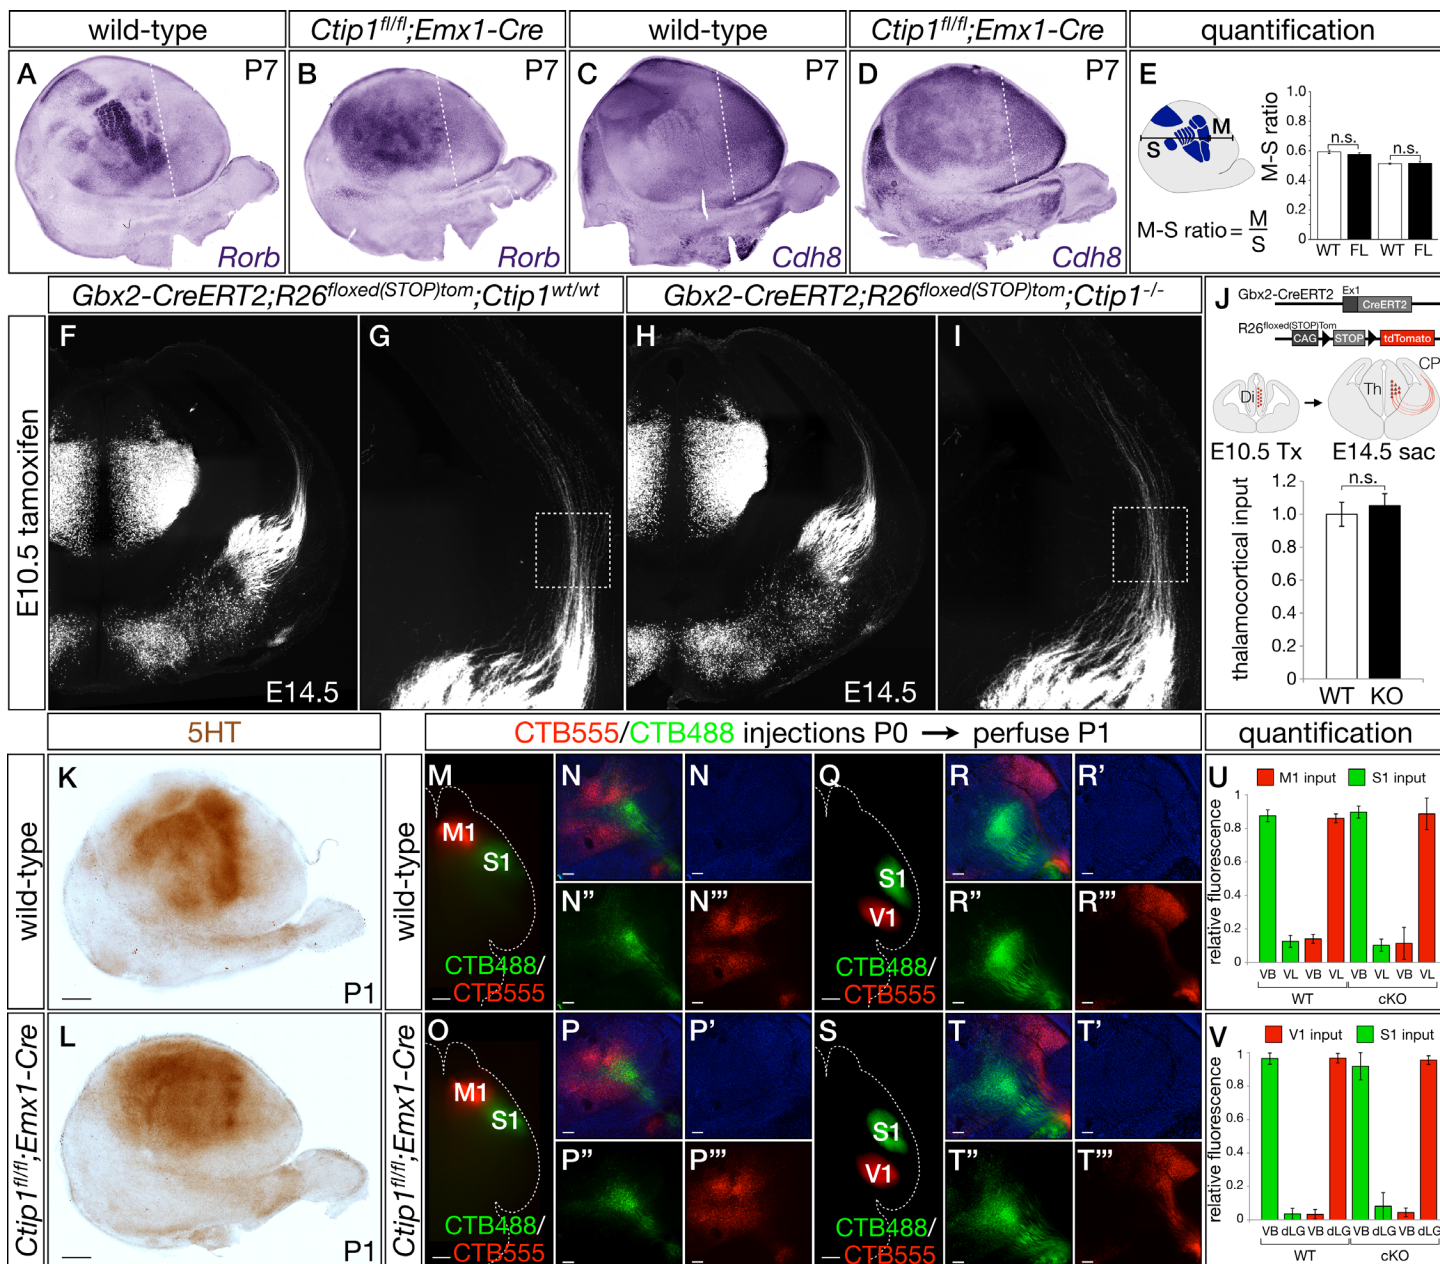 wild-type
Ctip1fl/fl;Emx1-Cre
wild-type
Ctip1fl/fl;Emx1-Cre
quantification
A
P7
Rorb
B
P7
Rorb
C
P7
Cdh8
D
P7
Cdh8
E
M
S
M-S ratio = M
S
M-S ratio
1.0
0.8
0.6
0.4
0.2
0
n.s.
n.s.
WT FL WT FL
Gbx2-CreERT2;R26floxed(STOP)tom;Ctip1wt/wt
Gbx2-CreERT2;R26floxed(STOP)tom;Ctip1-/-
E10.5 tamoxifen
F
E14.5
G
H
E14.5
I
J
Gbx2-CreERT2
Ex1
CreERT2
R26floxed(STOP)Tom
CAG
STOP
tdTomato
CP
Di
Th
E10.5 Tx
E14.5 sac
thalamocortical input
n.s.
1.2
1.0
0.8
0.6
0.4
0.2
0
WT KO
5HT
CTB555/CTB488 injections P0 → perfuse P1
quantification
wild-type
K
P1
wild-type
M
M1
S1
CTB488/
CTB555
N
N
N''
N'''
Q
S1
V1
CTB488/
CTB555
R
R'
R''
R'''
U
M1 input
S1 input
relative fluorescence
1
0.8
0.6
0.4
0.2
0
VB VL VB VL VB VL VB VL
WT
cKO
Ctip1fl/fl;Emx1-Cre
L
P1
Ctip1fl/fl;Emx1-Cre
O
M1
S1
CTB488/
CTB555
P
P'
P''
P'''
S
S1
V1
CTB488/
CTB555
T
T'
T''
T'''
V
V1 input
S1 input
relative fluorescence
1
0.8
0.6
0.4
0.2
0
VB dLG VB dLG VB dLG VB dLG
WT
cKO